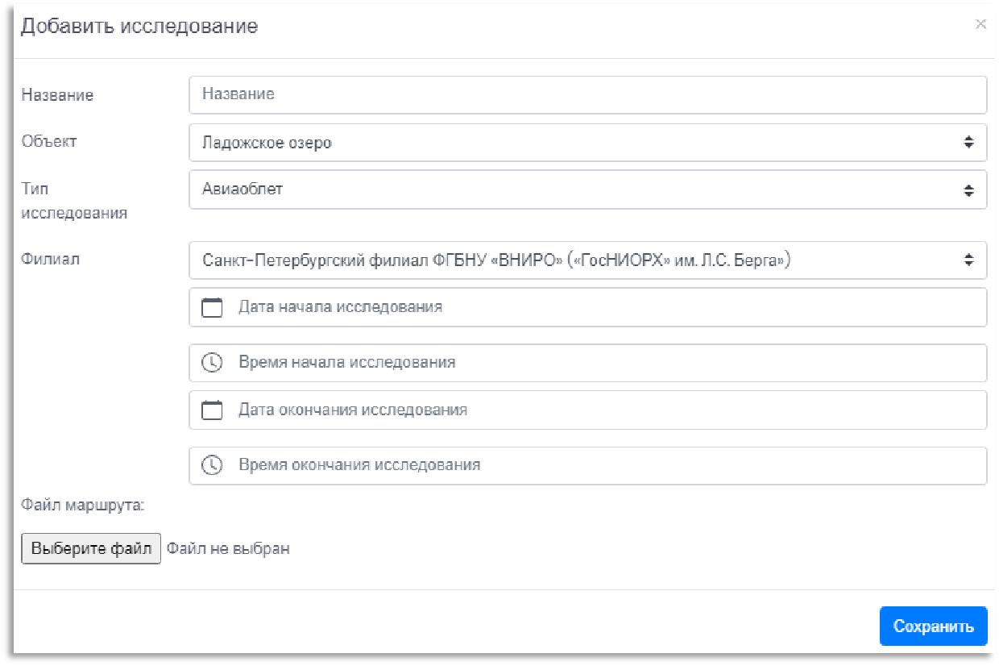 Добавить исследование ×
Название Название
Объект Ладожское озеро
Тип Авиаоблет
исследования
Филиал Санкт-Петербургский филиал ФГБНУ «ВНИРО» («ГосНИОРХ» им. Л.С. Берга»)
Дата начала исследования
Время начала исследования
Дата окончания исследования
Время окончания исследования
Файл маршрута:
Выберите файл Файл не выбран
Сохранить